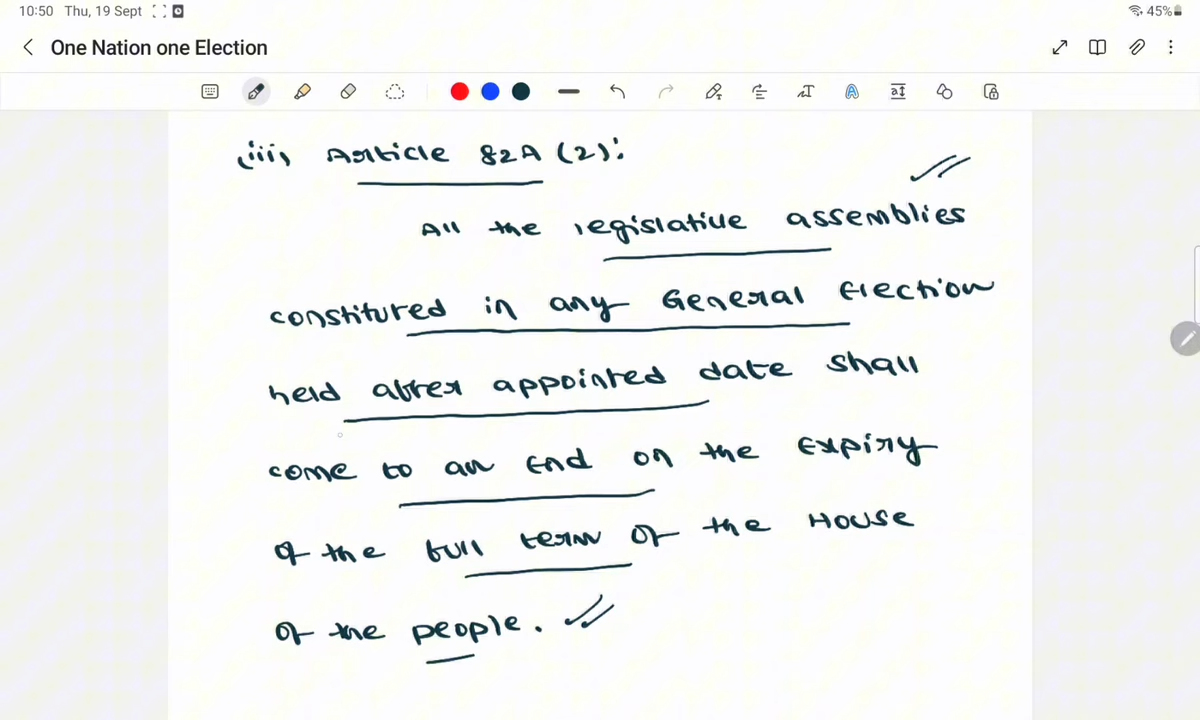 10:50 Thu, 19 Sept 45%
One Nation one Election
(iii) Article 82A (2):
All the legislative assemblies
constituted in any General Election
held after appointed date shall
come to an End on the Expiry
of the full term of the House
of the people.